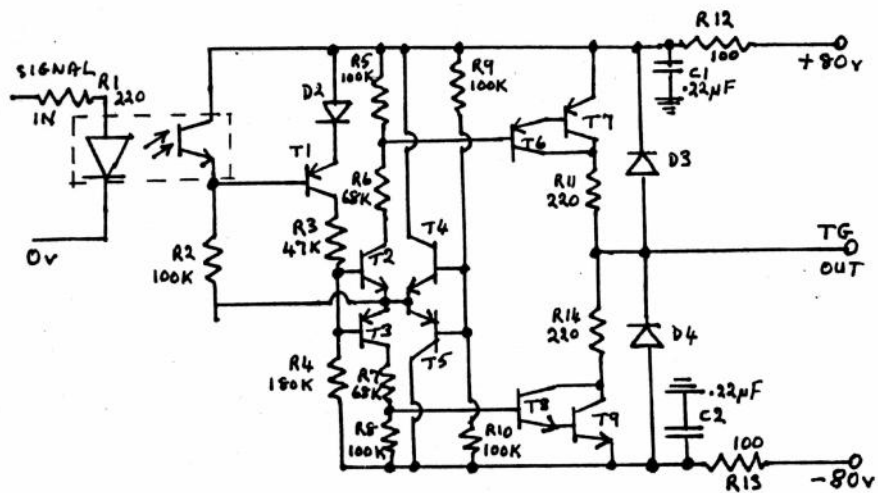 SIGNAL
IN
R1
220
0v
R2
100K
D2
T1
R3
47K
R4
180K
R5
100K
R6
68K
T2
T3
R7
68K
R8
100K
T4
T5
R9
100K
R10
100K
T6
T7
R11
220
T8
T9
R14
220
D3
D4
R12
100
C1
.22µF
+80v
TG
OUT
.22µF
C2
100
R13
-80v